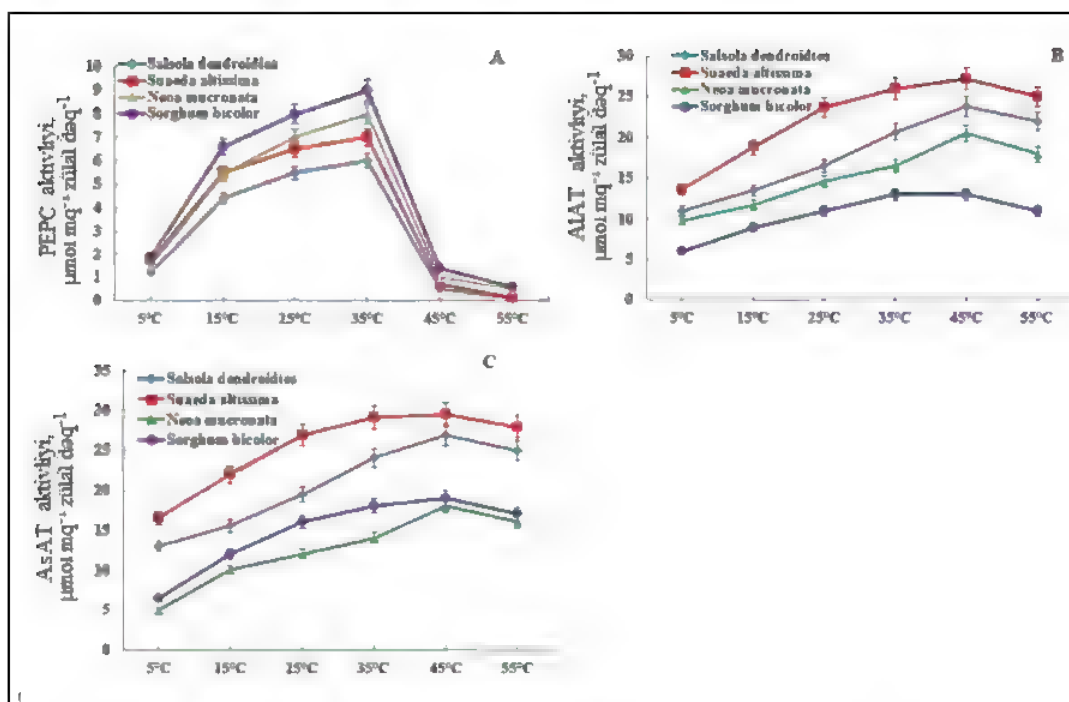 A
PEPC aktivliyi,
µmol mq⁻¹ zülal dəq⁻¹
10
9
8
7
6
5
4
3
2
1
0
Salsola dendroidtes
Suaeda altissima
Noea mucronata
Sorghum bicolor
5°C 15°C 25°C 35°C 45°C 55°C
B
AlAT aktivliyi,
µmol mq⁻¹ zülal dəq⁻¹
30
25
20
15
10
5
0
Salsola dendroidtes
Suaeda altissima
Noea mucronata
Sorghum bicolor
5°C 15°C 25°C 35°C 45°C 55°C
C
AsAT aktivliyi,
µmol mq⁻¹ zülal dəq⁻¹
35
30
25
20
15
10
5
0
Salsola dendroidtes
Suaeda altissima
Noea mucronata
Sorghum bicolor
5°C 15°C 25°C 35°C 45°C 55°C